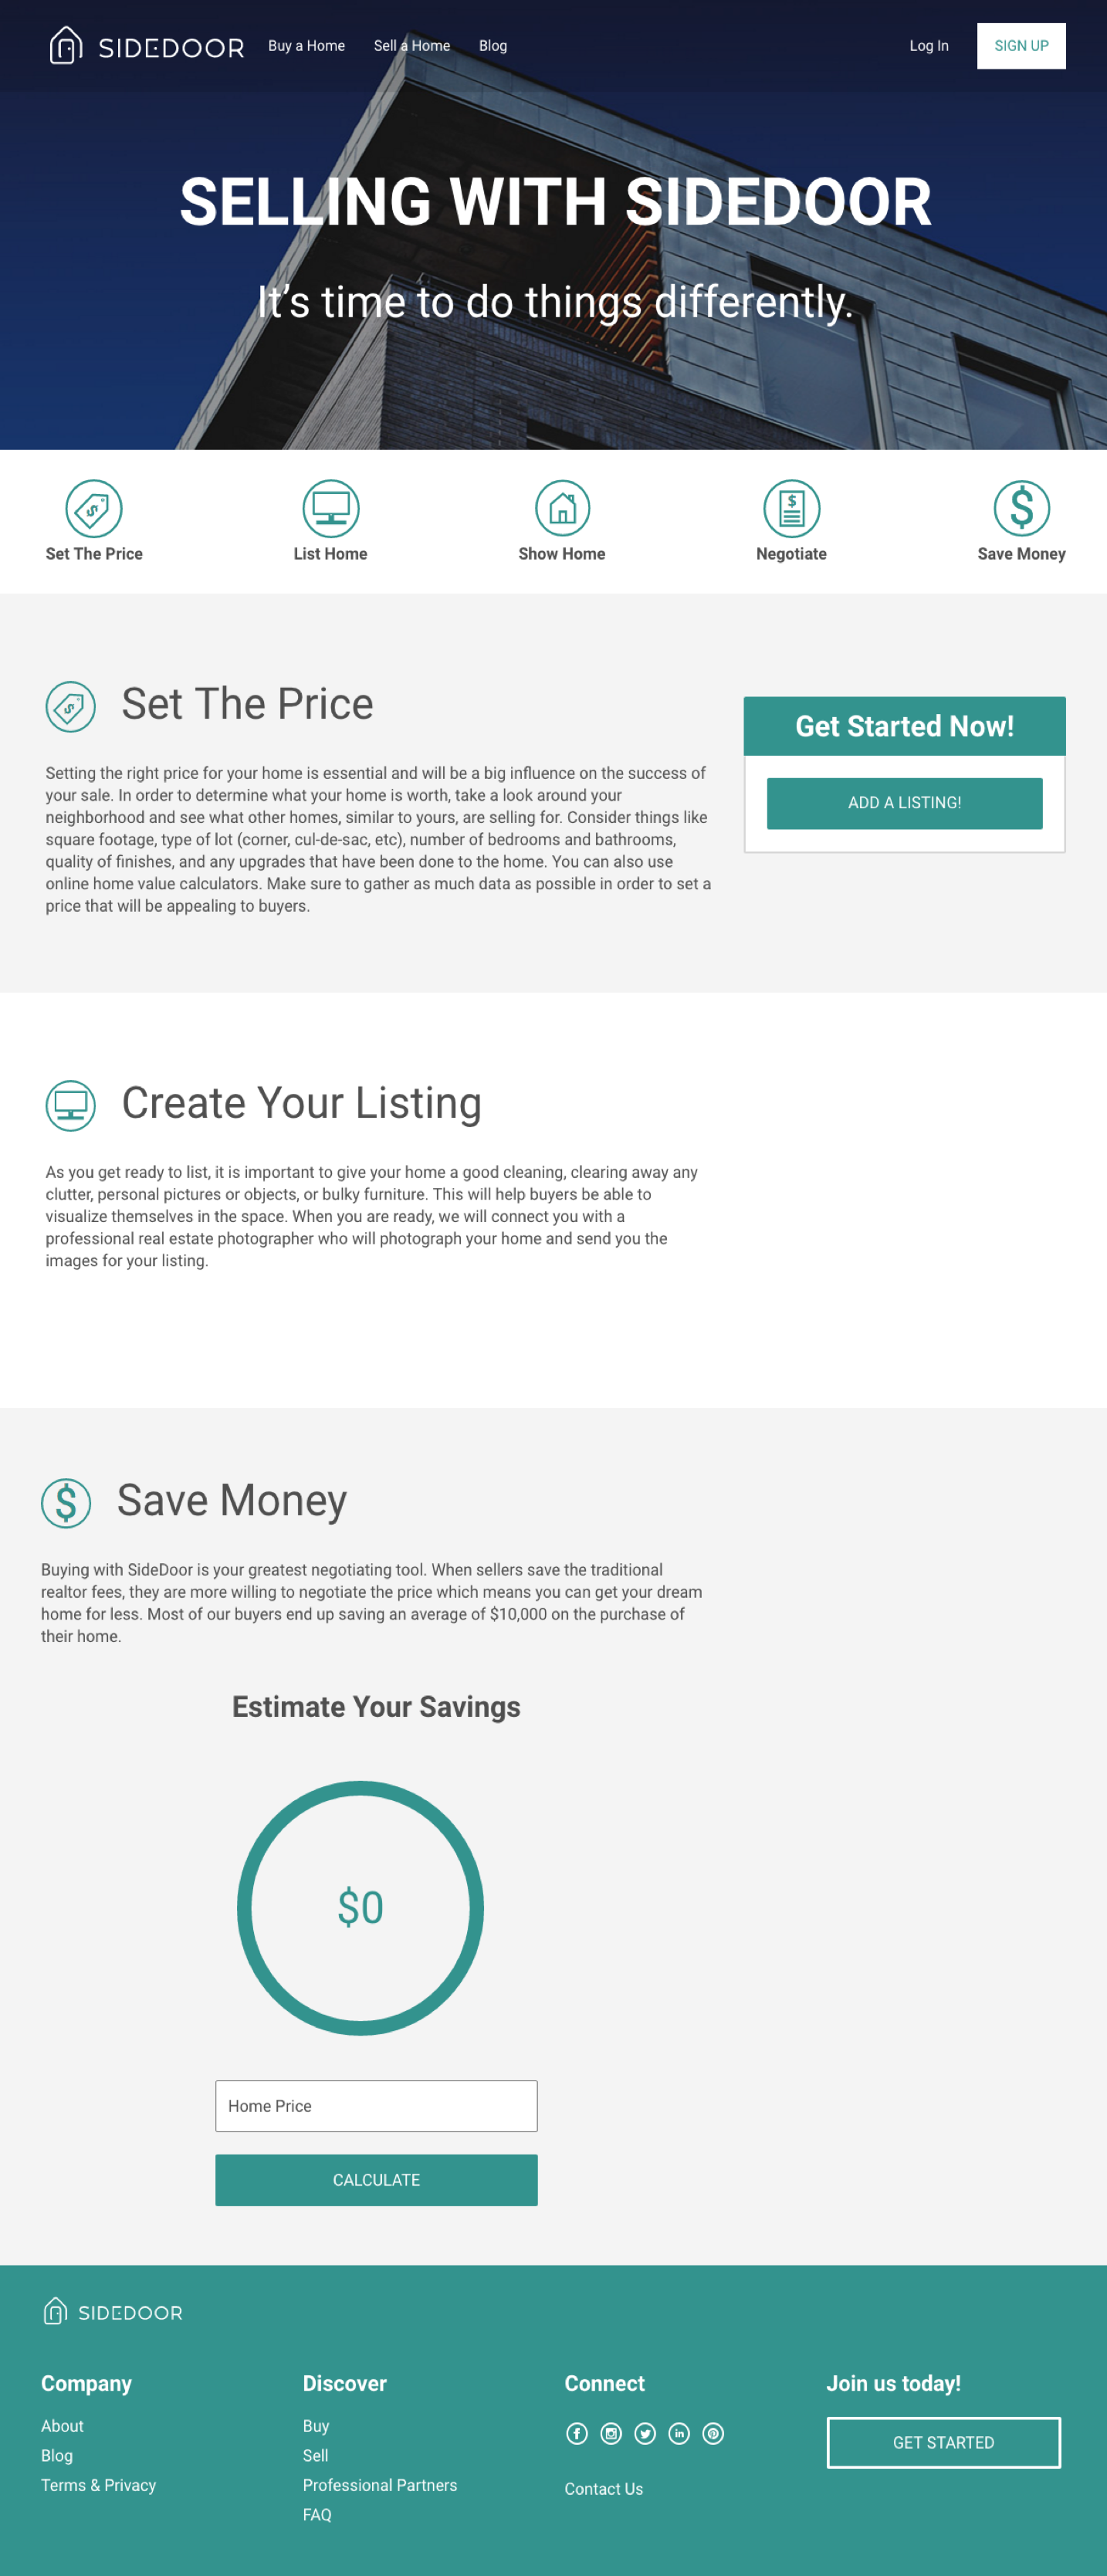 SIDEDOOR
Buy a Home
Sell a Home
Blog
Log In
SIGN UP
SELLING WITH SIDEDOOR
It’s time to do things differently.
Set The Price
List Home
Show Home
Negotiate
Save Money
Set The Price
Setting the right price for your home is essential and will be a big influence on the success of
your sale. In order to determine what your home is worth, take a look around your
neighborhood and see what other homes, similar to yours, are selling for. Consider things like
square footage, type of lot (corner, cul-de-sac, etc), number of bedrooms and bathrooms,
quality of finishes, and any upgrades that have been done to the home. You can also use
online home value calculators. Make sure to gather as much data as possible in order to set a
price that will be appealing to buyers.
Get Started Now!
ADD A LISTING!
Create Your Listing
As you get ready to list, it is important to give your home a good cleaning, clearing away any
clutter, personal pictures or objects, or bulky furniture. This will help buyers be able to
visualize themselves in the space. When you are ready, we will connect you with a
professional real estate photographer who will photograph your home and send you the
images for your listing.
Save Money
Buying with SideDoor is your greatest negotiating tool. When sellers save the traditional
realtor fees, they are more willing to negotiate the price which means you can get your dream
home for less. Most of our buyers end up saving an average of $10,000 on the purchase of
their home.
Estimate Your Savings
$0
Home Price
CALCULATE
SIDEDOOR
Company
About
Blog
Terms & Privacy
Discover
Buy
Sell
Professional Partners
FAQ
Connect
Contact Us
Join us today!
GET STARTED